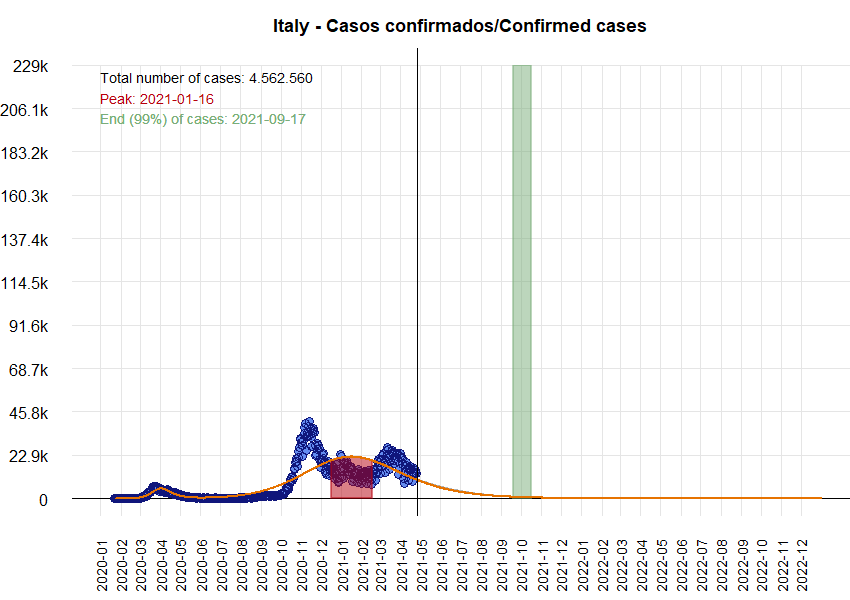 Italy - Casos confirmados/Confirmed cases
229k
Total number of cases: 4.562.560
Peak: 2021-01-16
206.1k
End (99%) of cases: 2021-09-17
183.2k
160.3k
137.4k
114.5k
91.6k
68.7k
45.8k
22.9k
0
2020-01
2020-02
2020-03
2020-04
2020-05
2020-06
2020-07
2020-08
2020-09
2020-10
2020-11
2020-12
2021-01
2021-02
2021-03
2021-04
2021-05
2021-06
2021-07
2021-08
2021-09
2021-10
2021-11
2021-12
2022-01
2022-02
2022-03
2022-04
2022-05
2022-06
2022-07
2022-08
2022-09
2022-10
2022-11
2022-12